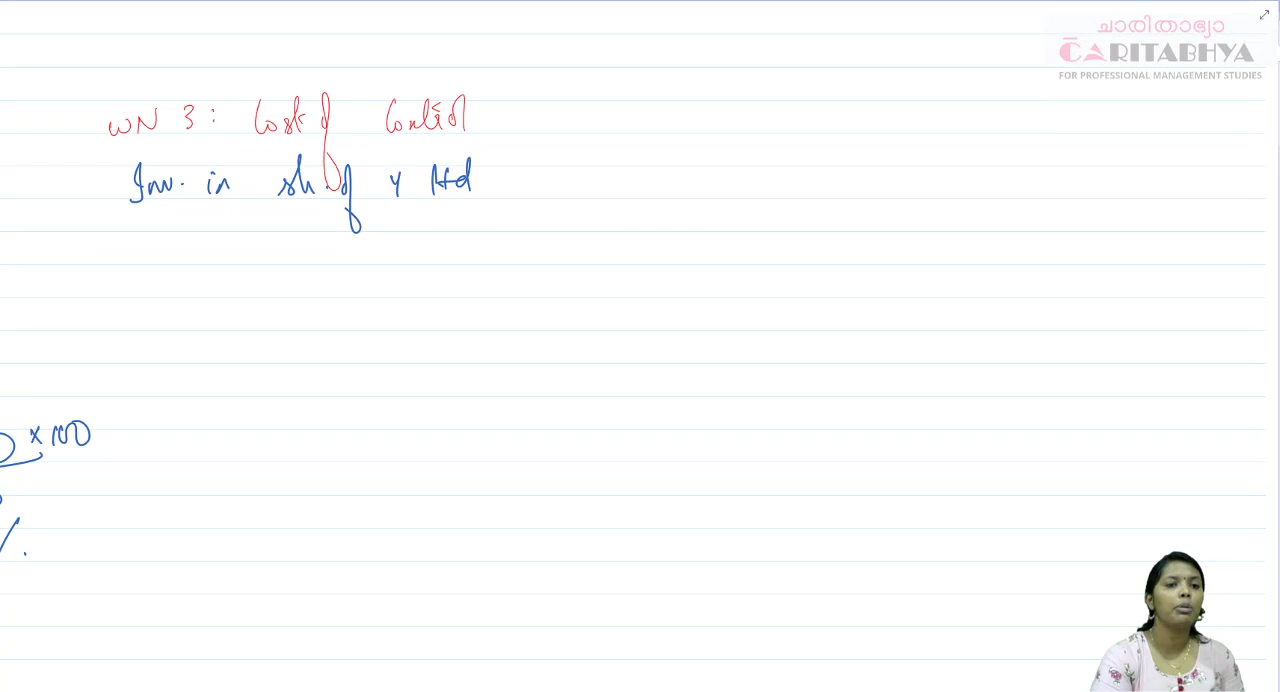 ചാരിതാഭ്യാ
CARITABHYA
FOR PROFESSIONAL MANAGEMENT STUDIES
WN 3: Cost of Control
Inv. in sh. of Y ltd
x 100
%.